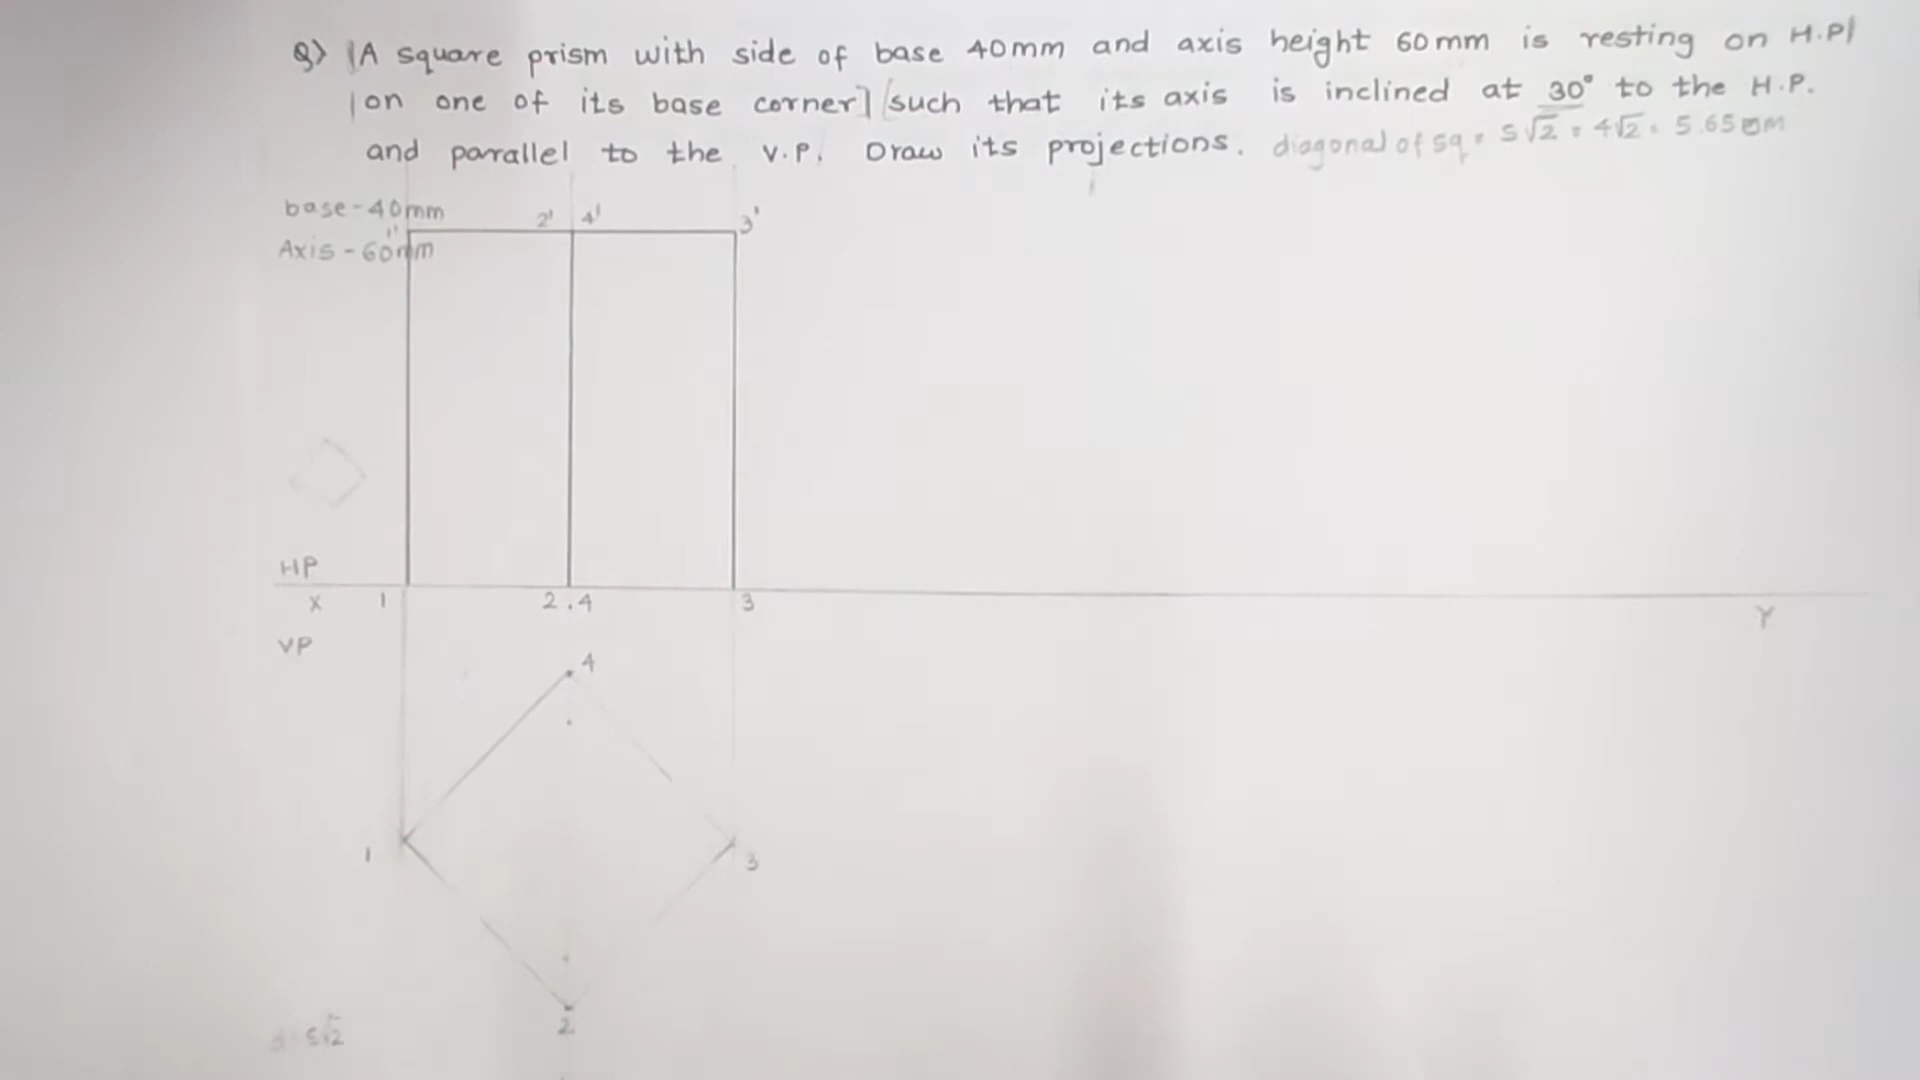 Q) A square prism with side of base 40mm and axis height 60mm is resting on H.P
on one of its base corner] such that its axis is inclined at 30° to the H.P.
and parallel to the V.P. Draw its projections. diagonal of sq = S√2 = 4√2 = 5.65cm
base-40mm
Axis-60mm
1' 2' 4' 3'
HP
X 1 2.4 3 Y
VP
4
1 3
2
d = S√2